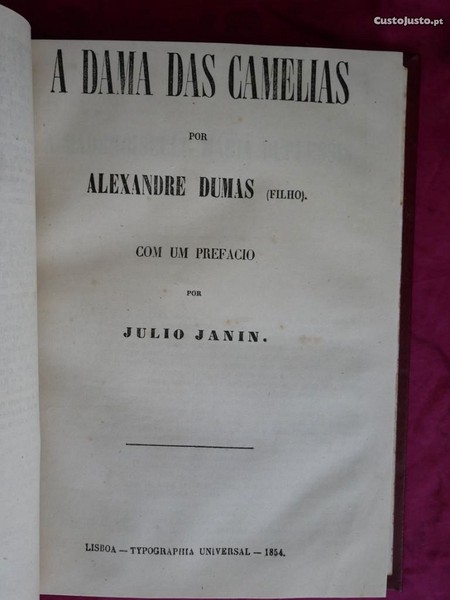 CustoJusto.pt
A DAMA DAS CAMELIAS
POR
ALEXANDRE DUMAS (FILHO).
COM UM PREFACIO
POR
JULIO JANIN.
LISBOA — TYPOGRAPHIA UNIVERSAL — 1854.